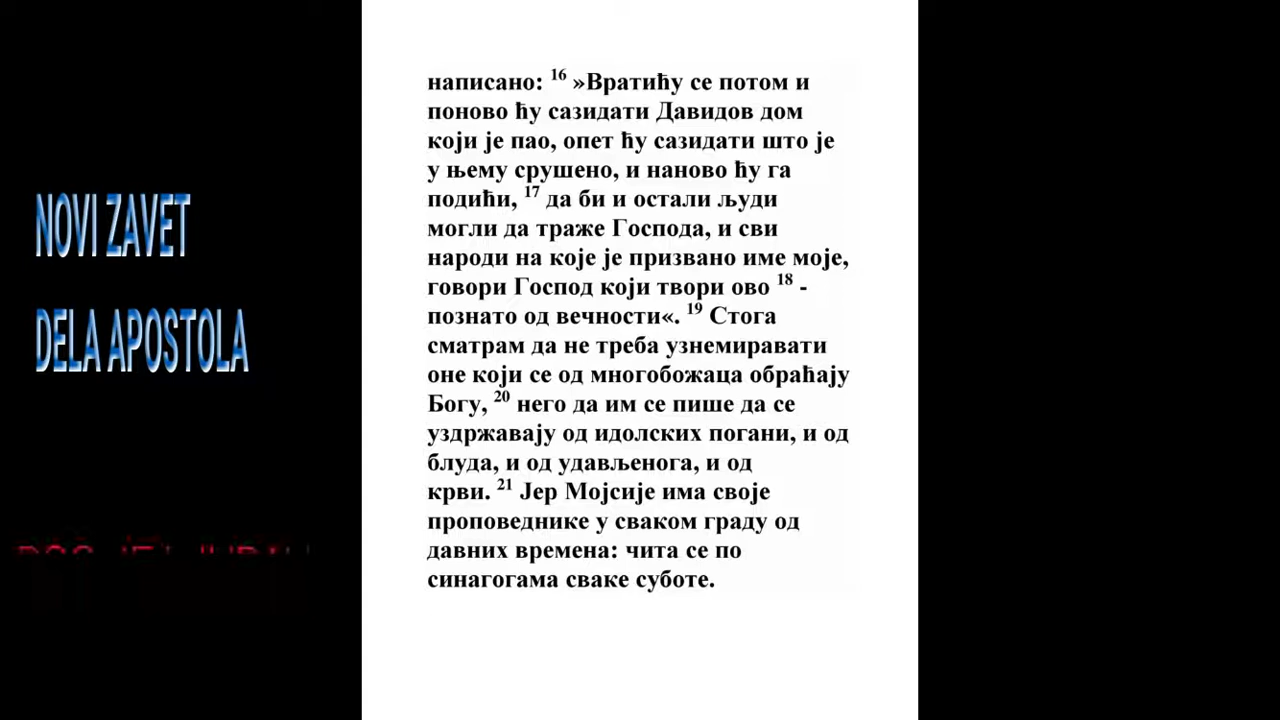 NOVI ZAVET
DELA APOSTOLA
написано: 16 »Вратићу се потом и
поново ћу сазидати Давидов дом
који је пао, опет ћу сазидати што је
у њему срушено, и наново ћу га
подићи, 17 да би и остали људи
могли да траже Господа, и сви
народи на које је призвано име моје,
говори Господ који твори ово 18 -
познато од вечности«. 19 Стога
сматрам да не треба узнемиравати
оне који се од многобожаца обраћају
Богу, 20 него да им се пише да се
уздржавају од идолских погани, и од
блуда, и од удављенога, и од
крви. 21 Јер Мојсије има своје
проповеднике у сваком граду од
давних времена: чита се по
синагогама сваке суботе.